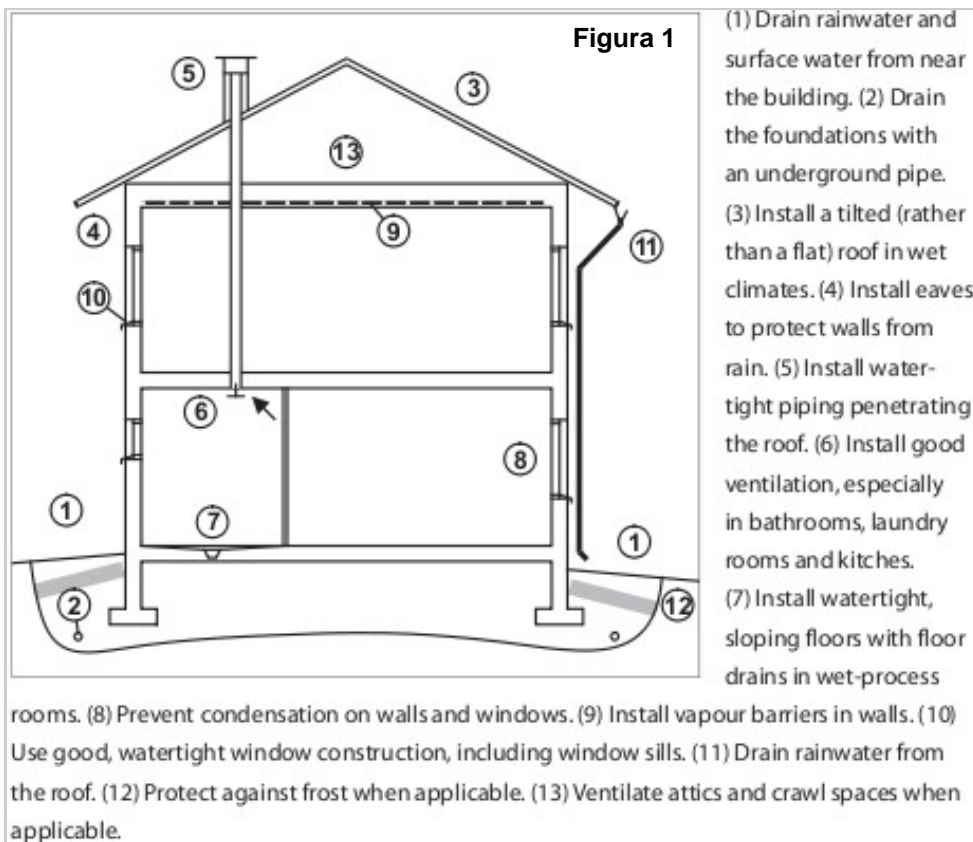 Figura 1
5
3
13
4
9
11
10
6
8
7
1
1
2
12
(1) Drain rainwater and
surface water from near
the building. (2) Drain
the foundations with
an underground pipe.
(3) Install a tilted (rather
than a flat) roof in wet
climates. (4) Install eaves
to protect walls from
rain. (5) Install water-
tight piping penetrating
the roof. (6) Install good
ventilation, especially
in bathrooms, laundry
rooms and kitches.
(7) Install watertight,
sloping floors with floor
drains in wet-process
rooms. (8) Prevent condensation on walls and windows. (9) Install vapour barriers in walls. (10)
Use good, watertight window construction, including window sills. (11) Drain rainwater from
the roof. (12) Protect against frost when applicable. (13) Ventilate attics and crawl spaces when
applicable.